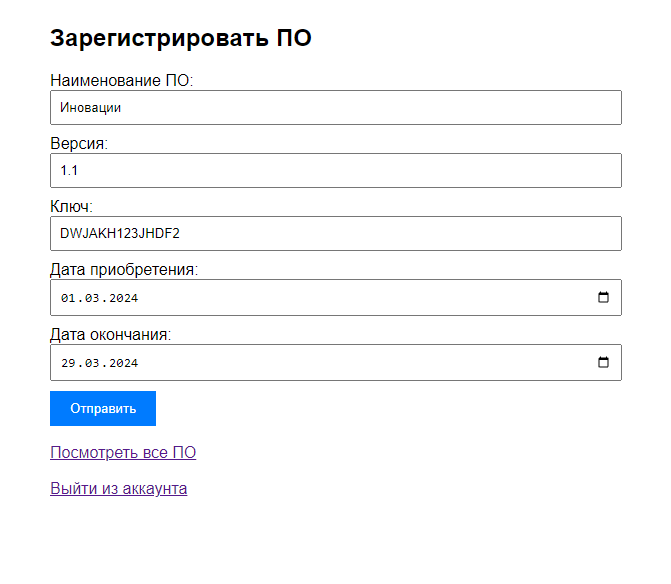 Зарегистрировать ПО
Наименование ПО:
Иновации
Версия:
1.1
Ключ:
DWJAKH123JHDF2
Дата приобретения:
01.03.2024
Дата окончания:
29.03.2024
Отправить
Посмотреть все ПО
Выйти из аккаунта